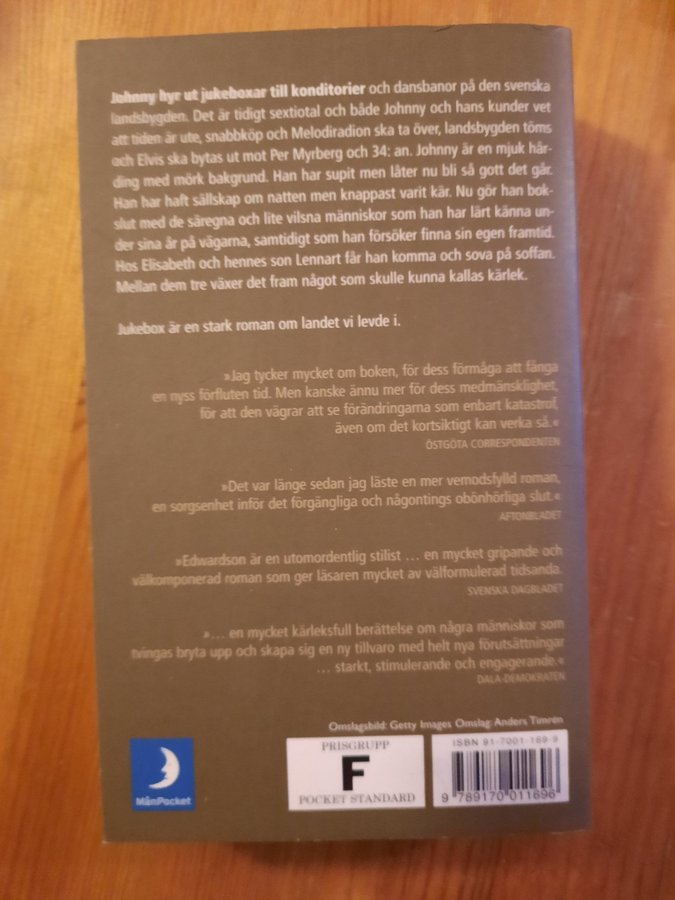 Johnny hyr ut jukeboxar till konditorier och dansbanor på den svenska
landsbygden. Det är tidigt sextiotal och både Johnny och hans kunder vet
att tiden är ute, snabbköp och Melodiradion ska ta över, landsbygden töms
och Elvis ska bytas ut mot Per Myrberg och 34: an. Johnny är en mjuk hår-
ding med mörk bakgrund. Han har supit men låter nu bli så gott det går.
Han har haft sällskap om natten men knappast varit kär. Nu gör han bok-
slut med de säregna och lite vilsna människor som han har lärt känna un-
der sina år på vägarna, samtidigt som han försöker finna sin egen framtid.
Hos Elisabeth och hennes son Lennart får han komma och sova på soffan.
Mellan dem tre växer det fram något som skulle kunna kallas kärlek.
Jukebox är en stark roman om landet vi levde i.
»Jag tycker mycket om boken, för dess förmåga att fånga
en nyss förfluten tid. Men kanske ännu mer för dess medmänsklighet,
för att den vägrar att se förändringarna som enbart katastrof,
även om det kortsiktigt kan verka så.«
ÖSTGÖTA CORRESPONDENTEN
»Det var länge sedan jag läste en mer vemodsfylld roman,
en sorgsenhet inför det förgängliga och någontings obönhörliga slut.«
AFTONBLADET
»Edwardson är en utomordentlig stilist … en mycket gripande och
välkomponerad roman som ger läsaren mycket av välformulerad tidsanda.
SVENSKA DAGBLADET
»… en mycket kärleksfull berättelse om några människor som
tvingas bryta upp och skapa sig en ny tillvaro med helt nya förutsättningar
… starkt, stimulerande och engagerande.«
DALA-DEMOKRATEN
Omslagsbild: Getty Images Omslag: Anders Timrén
MånPocket
PRISGRUPP
F
POCKET STANDARD
ISBN 91-7001-169-9
9 789170 011696